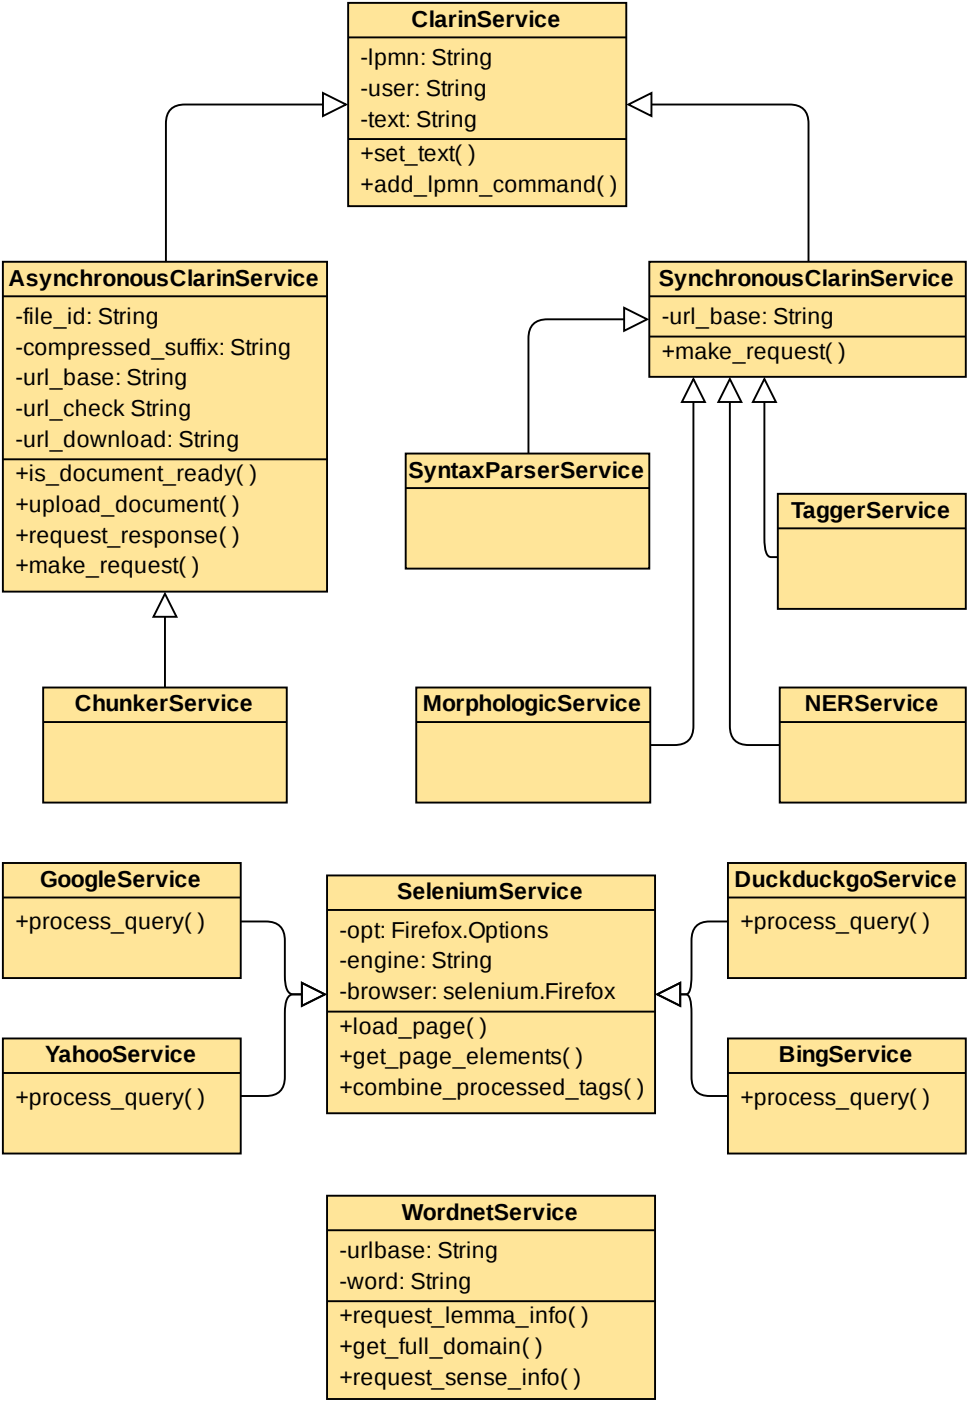 ClarinService
-lpmn: String
-user: String
-text: String
+set_text( )
+add_lpmn_command( )
AsynchronousClarinService
-file_id: String
-compressed_suffix: String
-url_base: String
-url_check String
-url_download: String
+is_document_ready( )
+upload_document( )
+request_response( )
+make_request( )
SynchronousClarinService
-url_base: String
+make_request( )
SyntaxParserService
TaggerService
ChunkerService
MorphologicService
NERService
GoogleService
+process_query( )
SeleniumService
-opt: Firefox.Options
-engine: String
-browser: selenium.Firefox
+load_page( )
+get_page_elements( )
+combine_processed_tags( )
DuckduckgoService
+process_query( )
YahooService
+process_query( )
BingService
+process_query( )
WordnetService
-urlbase: String
-word: String
+request_lemma_info( )
+get_full_domain( )
+request_sense_info( )